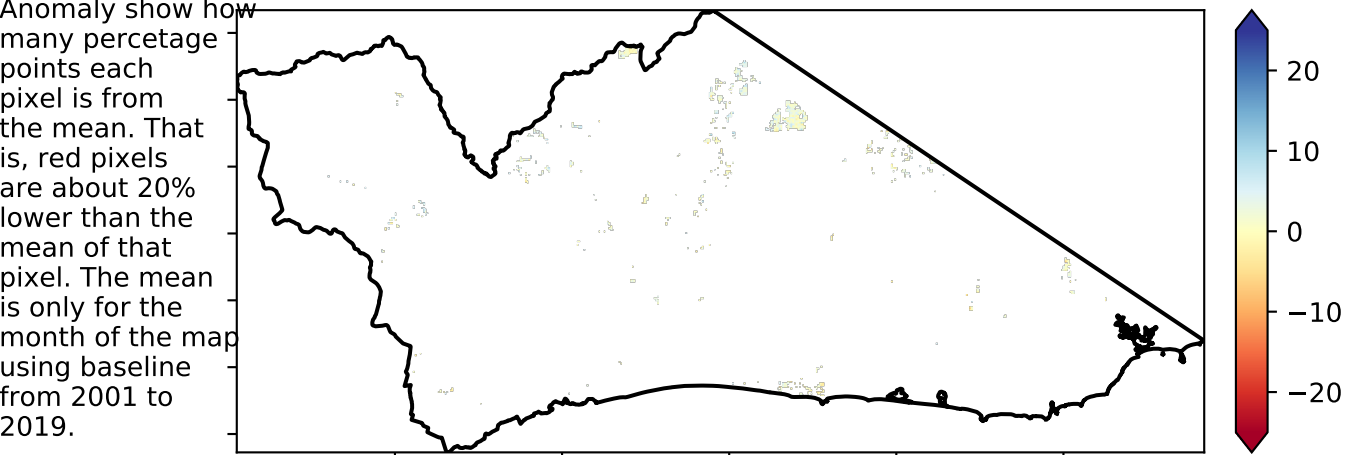 Anomaly show how
many percetage
points each
pixel is from
the mean. That
is, red pixels
are about 20%
lower than the
mean of that
pixel. The mean
is only for the
month of the map
using baseline
from 2001 to
2019.
20
10
0
−10
−20